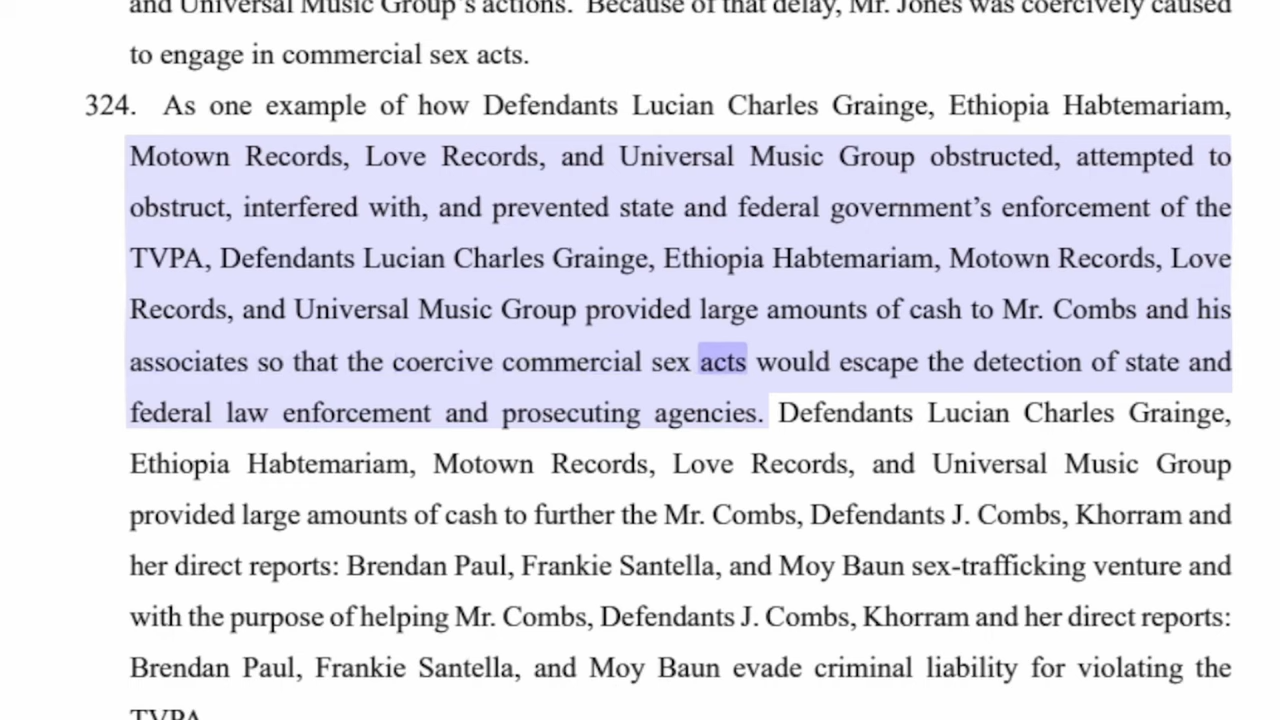 and Universal Music Group's actions. Because of that delay, Mr. Jones was coercively caused
to engage in commercial sex acts.
324. As one example of how Defendants Lucian Charles Grainge, Ethiopia Habtemariam,
Motown Records, Love Records, and Universal Music Group obstructed, attempted to
obstruct, interfered with, and prevented state and federal government’s enforcement of the
TVPA, Defendants Lucian Charles Grainge, Ethiopia Habtemariam, Motown Records, Love
Records, and Universal Music Group provided large amounts of cash to Mr. Combs and his
associates so that the coercive commercial sex acts would escape the detection of state and
federal law enforcement and prosecuting agencies. Defendants Lucian Charles Grainge,
Ethiopia Habtemariam, Motown Records, Love Records, and Universal Music Group
provided large amounts of cash to further the Mr. Combs, Defendants J. Combs, Khorram and
her direct reports: Brendan Paul, Frankie Santella, and Moy Baun sex-trafficking venture and
with the purpose of helping Mr. Combs, Defendants J. Combs, Khorram and her direct reports:
Brendan Paul, Frankie Santella, and Moy Baun evade criminal liability for violating the
TVPA